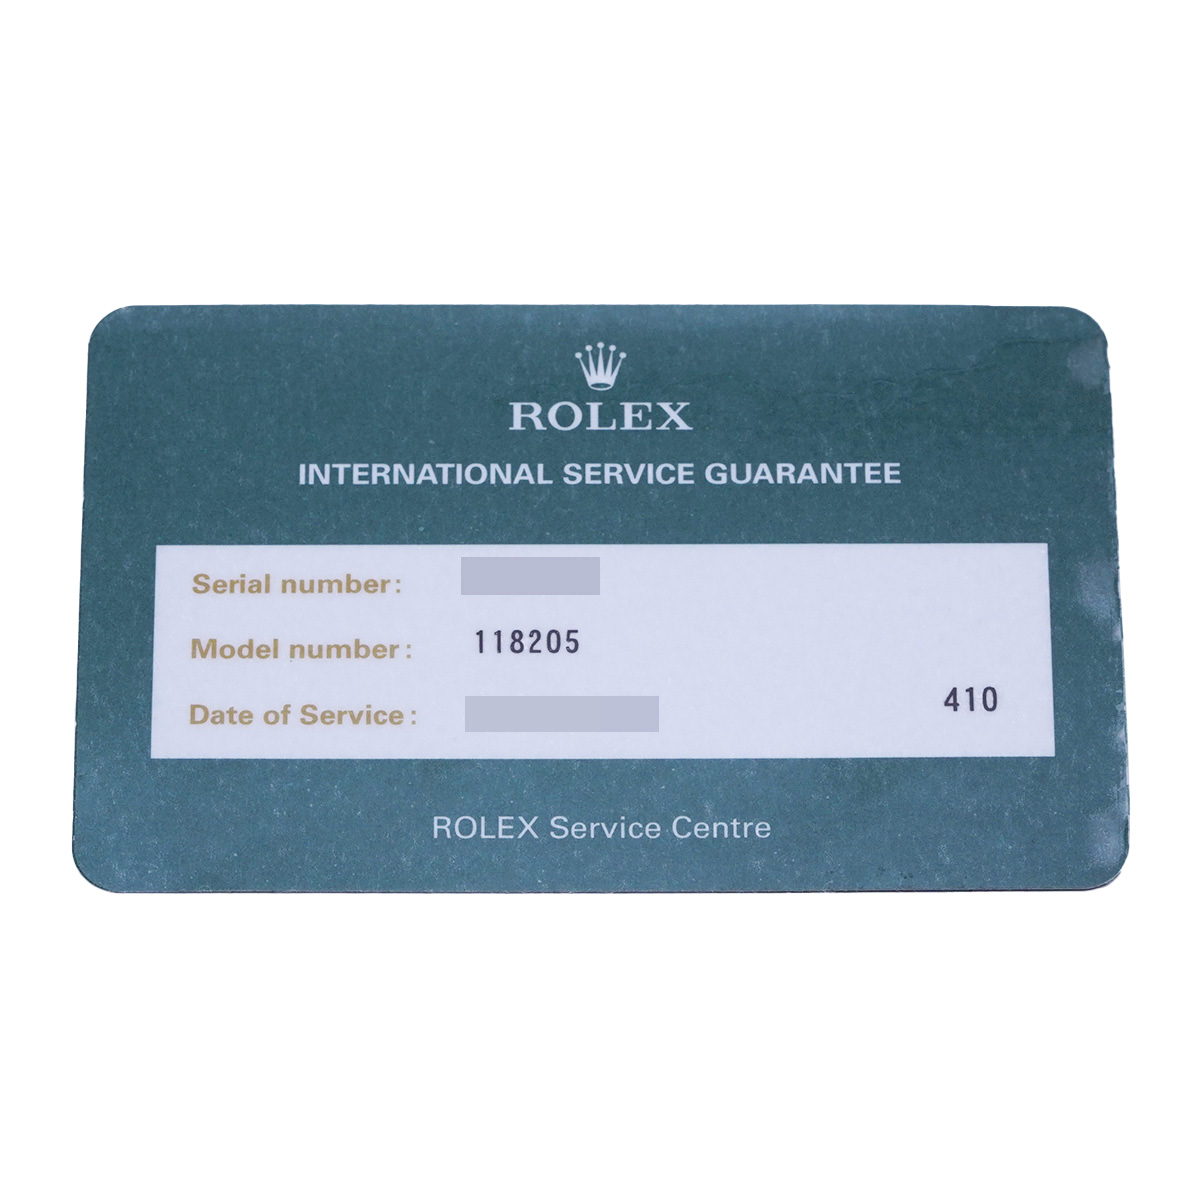 ROLEX
INTERNATIONAL SERVICE GUARANTEE
Serial number:
Model number: 118205
Date of Service: 410
ROLEX Service Centre